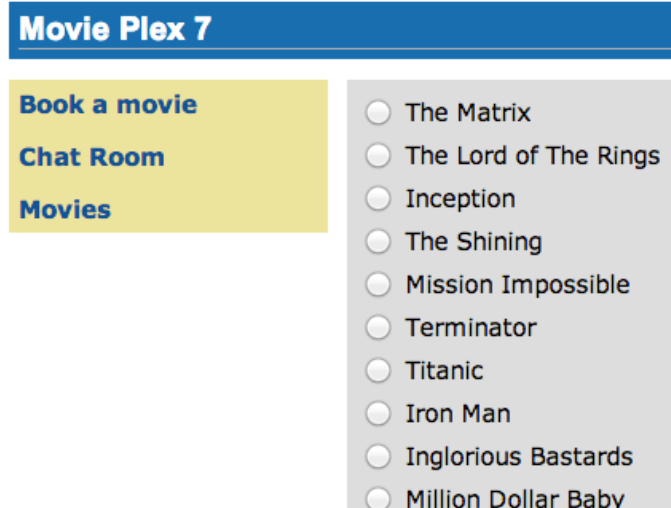 Movie Plex 7
Book a movie
Chat Room
Movies
The Matrix
The Lord of The Rings
Inception
The Shining
Mission Impossible
Terminator
Titanic
Iron Man
Inglorious Bastards
Million Dollar Baby